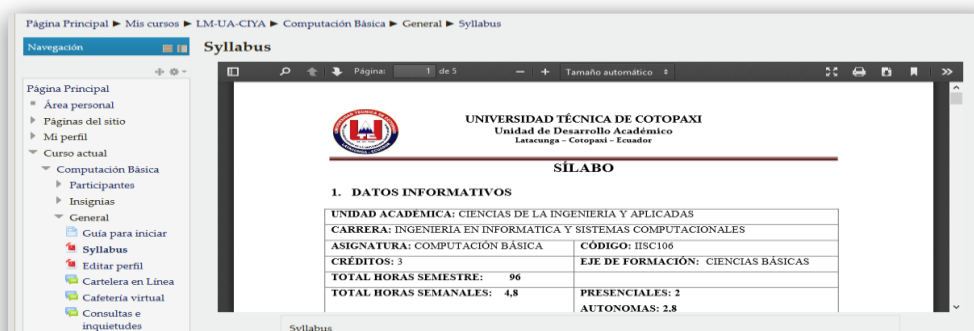 Página Principal ► Mis cursos ► LM-UA-CIYA ► Computación Básica ► General ► Syllabus
Navegación
Syllabus
Página Principal
Área personal
Páginas del sitio
Mi perfil
Curso actual
Computación Básica
Participantes
Insignias
General
Guía para iniciar
Syllabus
Editar perfil
Cartelera en Línea
Cafetería virtual
Consultas e
inquietudes
Página: 1 de 5
Tamaño automático
UNIVERSIDAD TÉCNICA DE COTOPAXI
Unidad de Desarrollo Académico
Latacunga – Cotopaxi – Ecuador
SÍLABO
1. DATOS INFORMATIVOS
UNIDAD ACADÉMICA: CIENCIAS DE LA INGENIERÍA Y APLICADAS
CARRERA: INGENIERÍA EN INFORMATICA Y SISTEMAS COMPUTACIONALES
ASIGNATURA: COMPUTACIÓN BÁSICA CÓDIGO: IISC106
CRÉDITOS: 3 EJE DE FORMACIÓN: CIENCIAS BÁSICAS
TOTAL HORAS SEMESTRE: 96
TOTAL HORAS SEMANALES: 4,8 PRESENCIALES: 2
AUTONOMAS: 2.8
Syllabus